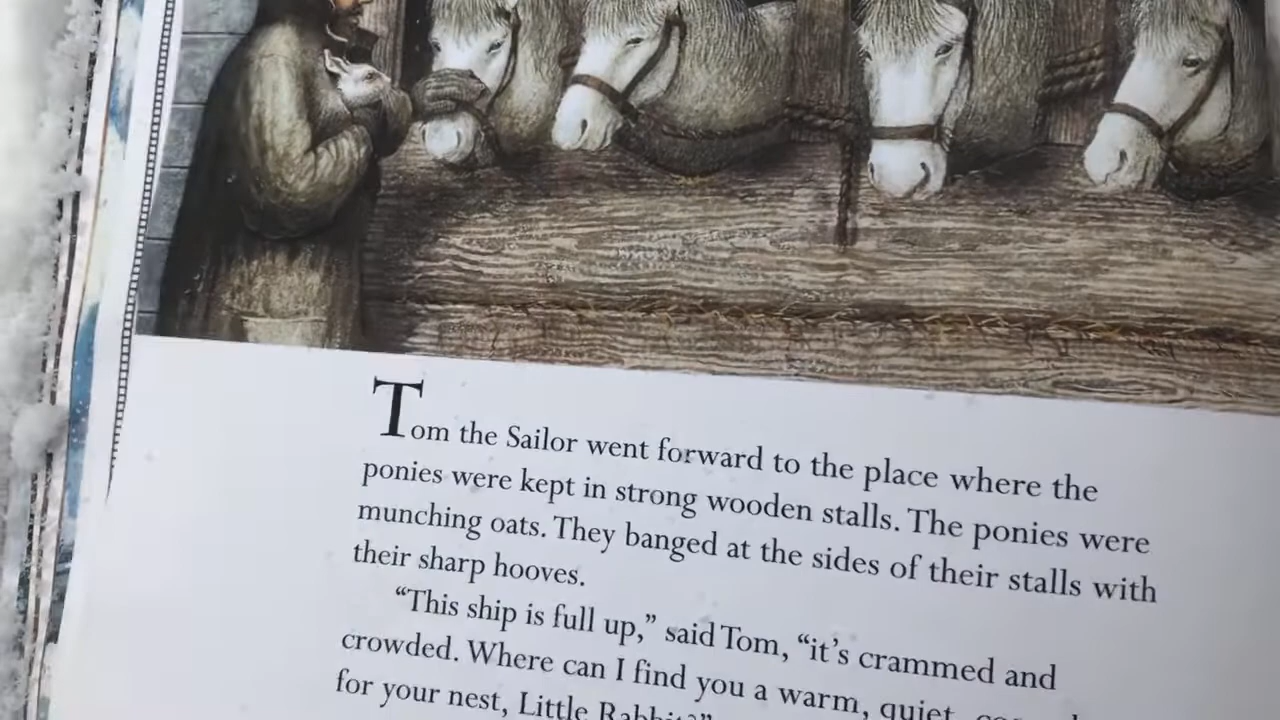 Tom the Sailor went forward to the place where the
ponies were kept in strong wooden stalls. The ponies were
munching oats. They banged at the sides of their stalls with
their sharp hooves.
“This ship is full up,” said Tom, “it’s crammed and
crowded. Where can I find you a warm, quiet,
for your nest, Little Rabbit?”